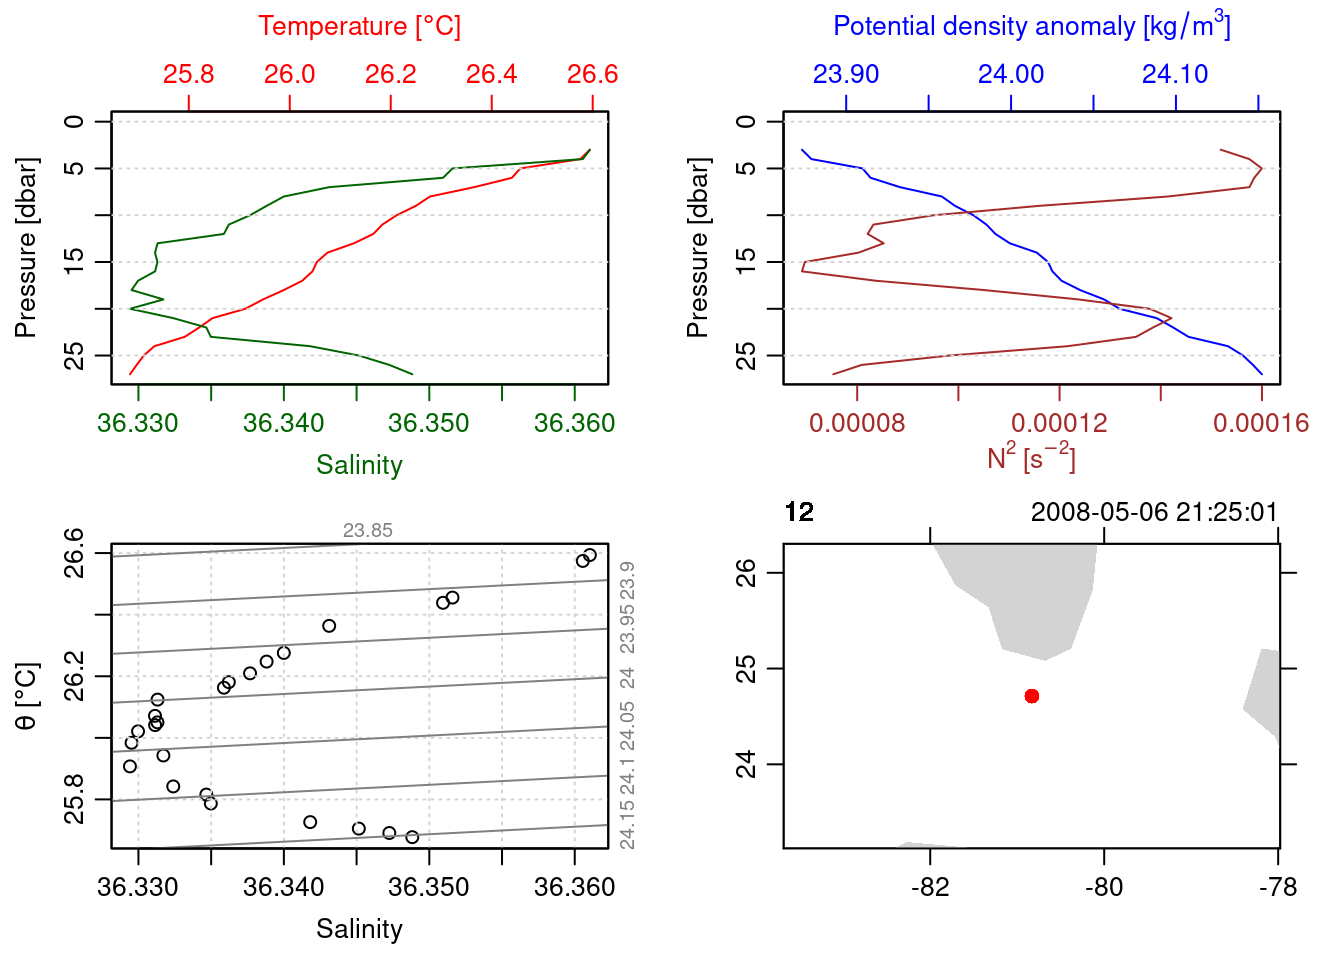 Temperature [°C]
25.8 26.0 26.2 26.4 26.6
Pressure [dbar]
0
5
15
25
36.330 36.340 36.350 36.360
Salinity
Potential density anomaly [kg/m³]
23.90 24.00 24.10
Pressure [dbar]
0
5
15
25
0.00008 0.00012 0.00016
N² [s⁻²]
23.85
θ [°C]
26.6
26.2
25.8
23.9
23.95
24
24.05
24.1
24.15
36.330 36.340 36.350 36.360
Salinity
12 2008-05-06 21:25:01
26
25
24
-82 -80 -78